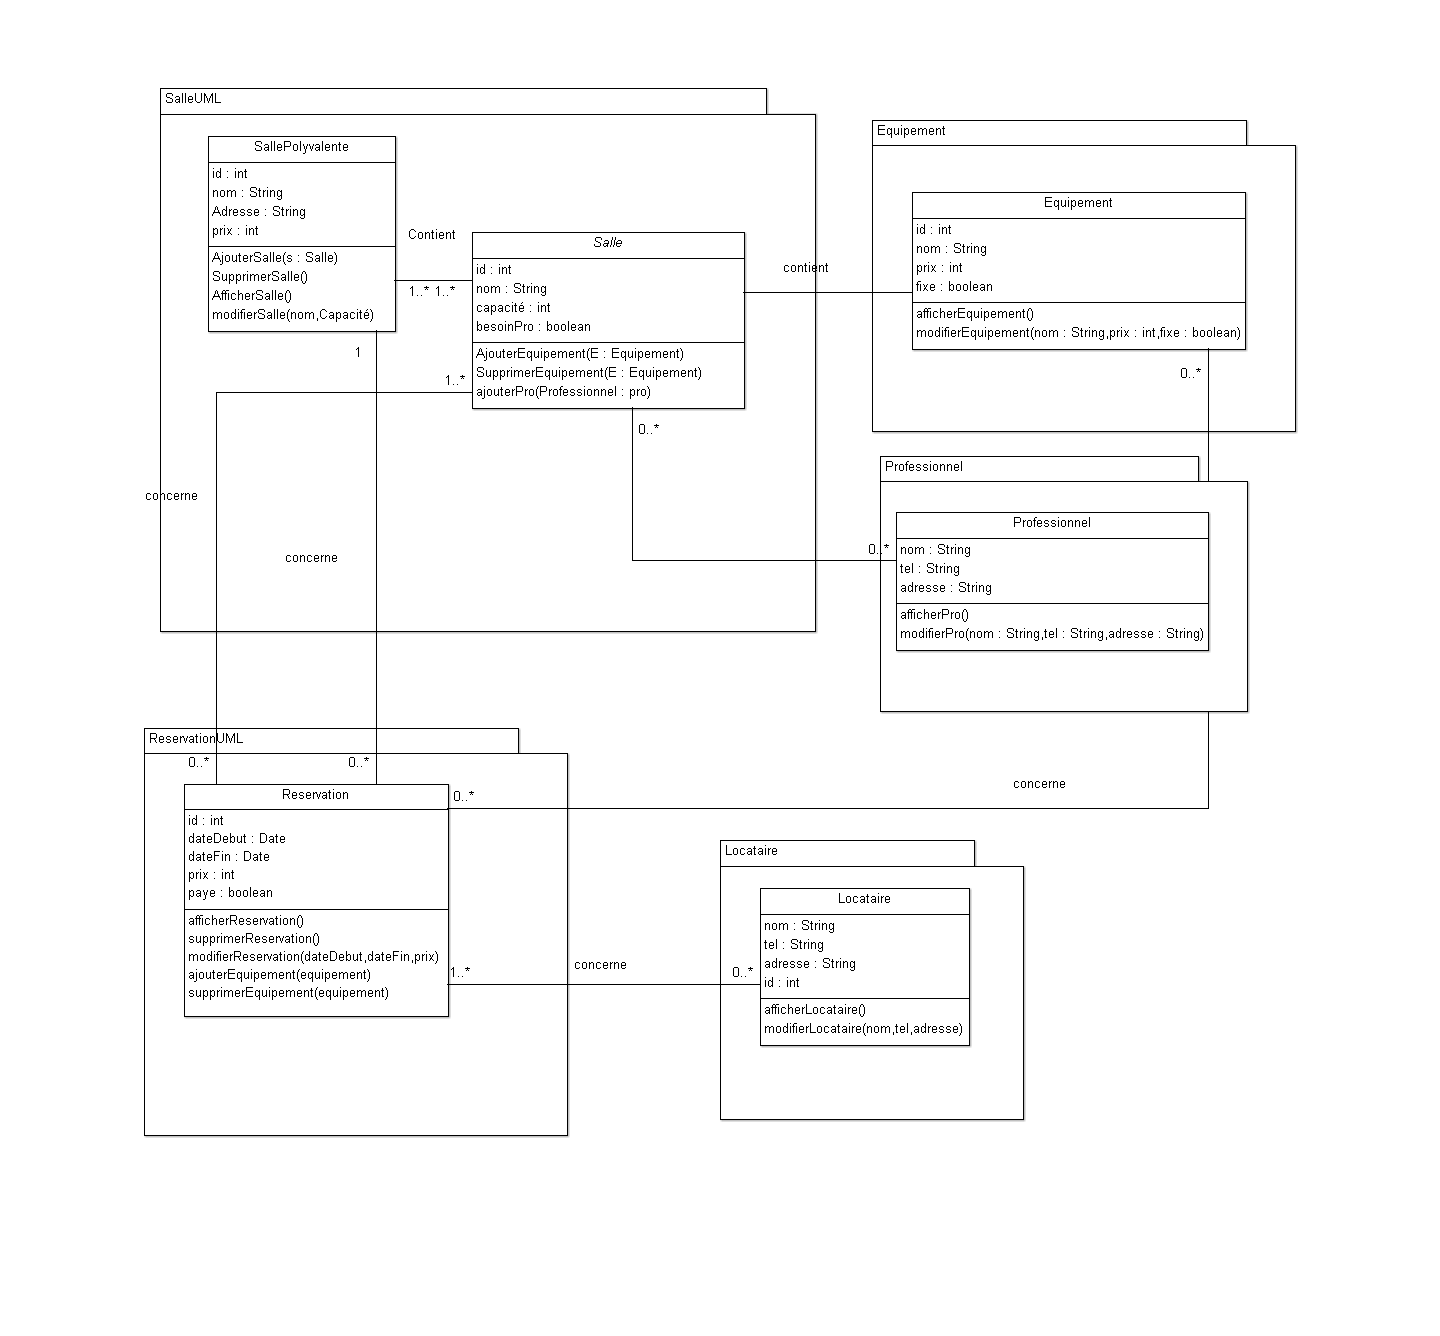 SalleUML
SallePolyvalente
id : int
nom : String
Adresse : String
prix : int
AjouterSalle(s : Salle)
SupprimerSalle()
AfficherSalle()
modifierSalle(nom,Capacité)
Contient
1..* 1..*
Salle
id : int
nom : String
capacité : int
besoinPro : boolean
AjouterEquipement(E : Equipement)
SupprimerEquipement(E : Equipement)
ajouterPro(Professionnel : pro)
contient
Equipement
Equipement
id : int
nom : String
prix : int
fixe : boolean
afficherEquipement()
modifierEquipement(nom : String,prix : int,fixe : boolean)
1
1..*
0..*
0..*
concerne
concerne
0..*
Professionnel
Professionnel
nom : String
tel : String
adresse : String
afficherPro()
modifierPro(nom : String,tel : String,adresse : String)
ReservationUML
0..*
0..*
0..*
concerne
Reservation
id : int
dateDebut : Date
dateFin : Date
prix : int
paye : boolean
afficherReservation()
supprimerReservation()
modifierReservation(dateDebut,dateFin,prix)
ajouterEquipement(equipement)
supprimerEquipement(equipement)
1..*
concerne
0..*
Locataire
Locataire
nom : String
tel : String
adresse : String
id : int
afficherLocataire()
modifierLocataire(nom,tel,adresse)